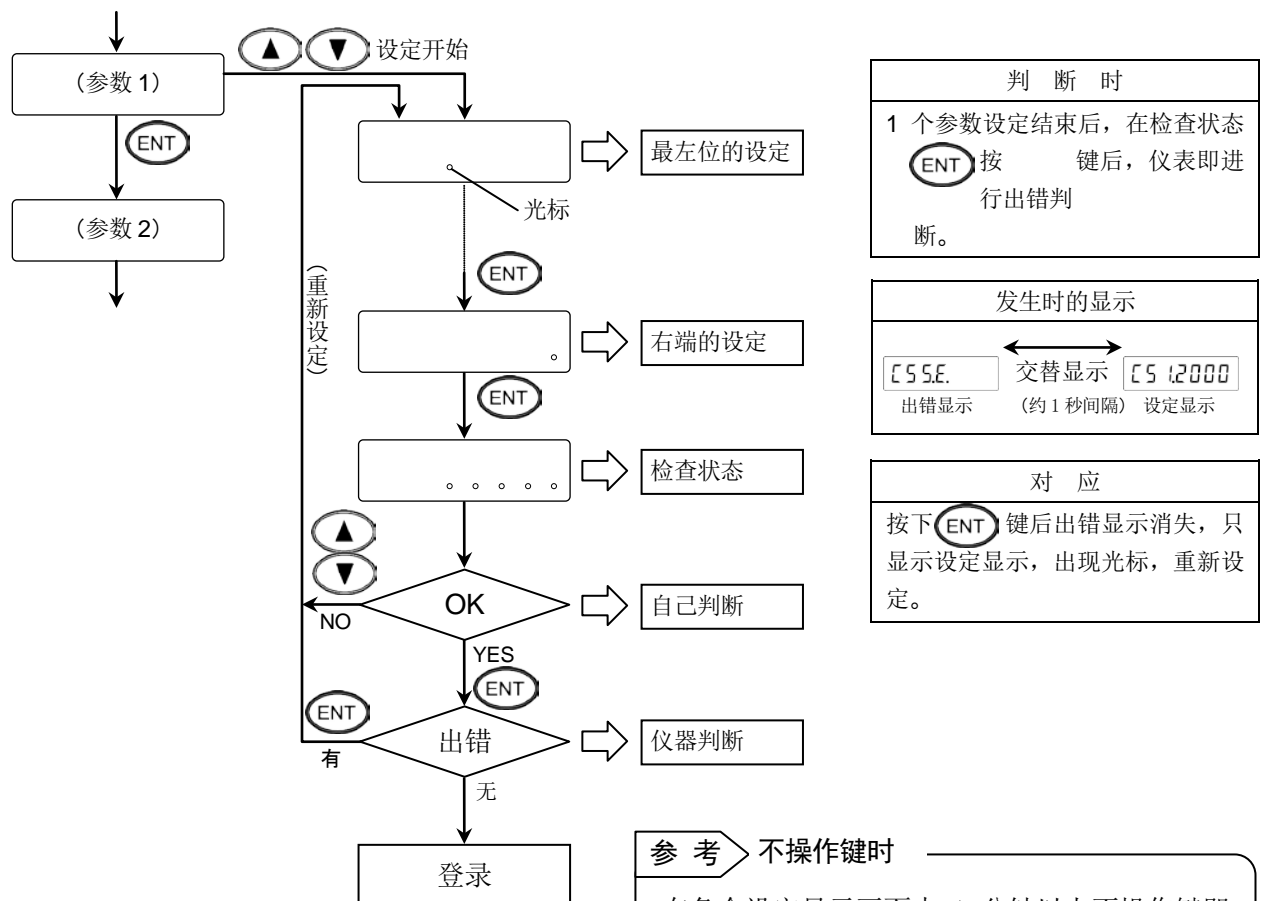 ▲ ▼ 设定开始
（参数 1）
ENT
（参数 2）
最左位的设定
光标
ENT
（重新设定）
右端的设定
ENT
检查状态
▲
▼
OK
自己判断
NO
YES
ENT
ENT
出错
仪器判断
有
无
登录
判 断 时
1 个参数设定结束后，在检查状态
ENT 按 键后，仪表即进
行出错判
断。
发生时的显示
CS S.E. 交替显示 CS 1.2000
出错显示 （约 1 秒间隔） 设定显示
对 应
按下 ENT 键后出错显示消失，只
显示设定显示，出现光标，重新设
定。
参 考 不操作键时